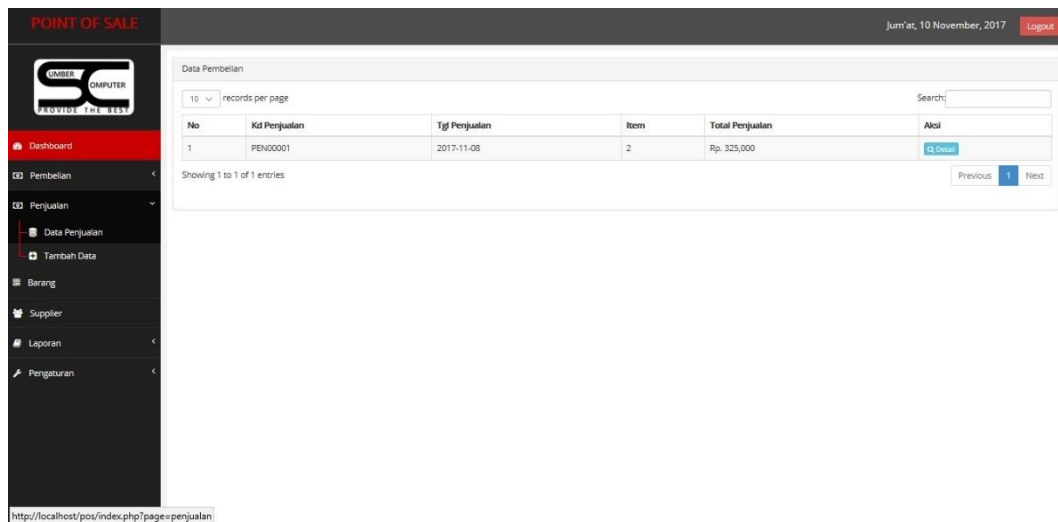 POINT OF SALE
Jum'at, 10 November, 2017 Logout
UMBER
OMPUTER
SC
PROVIDE THE BEST
Dashboard
Pembelian
Penjualan
Data Penjualan
Tambah Data
Barang
Supplier
Laporan
Pengaturan
Data Pembelian
10 records per page Search:
No Kd Penjualan Tgl Penjualan Item Total Penjualan Aksi
1 PEN00001 2017-11-08 2 Rp. 325,000 Detail
Showing 1 to 1 of 1 entries Previous 1 Next
http://localhost/pos/index.php?page=penjualan